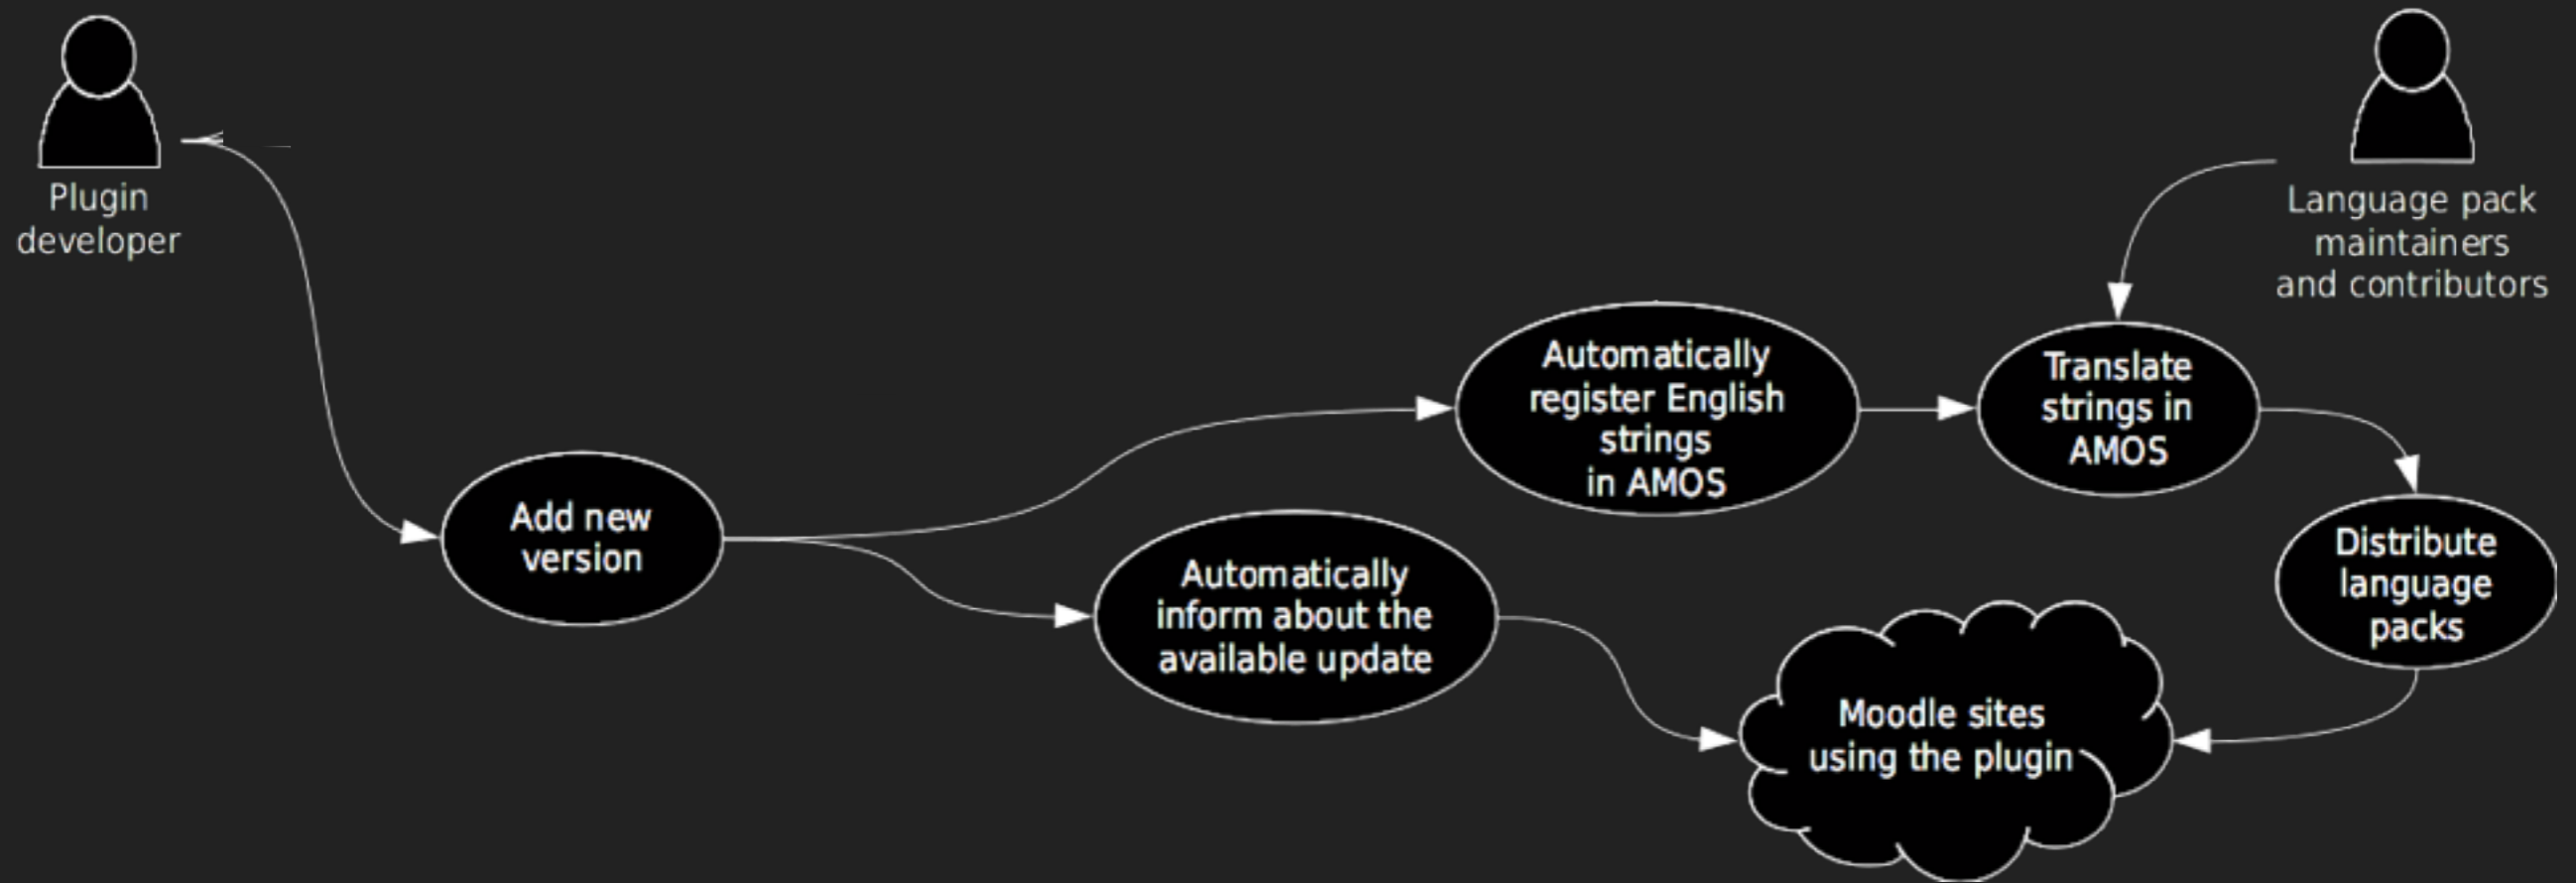 Plugin
developer
Language pack
maintainers
and contributors
Automatically
register English
strings
in AMOS
Translate
strings in
AMOS
Add new
version
Automatically
inform about the
available update
Distribute
language
packs
Moodle sites
using the plugin